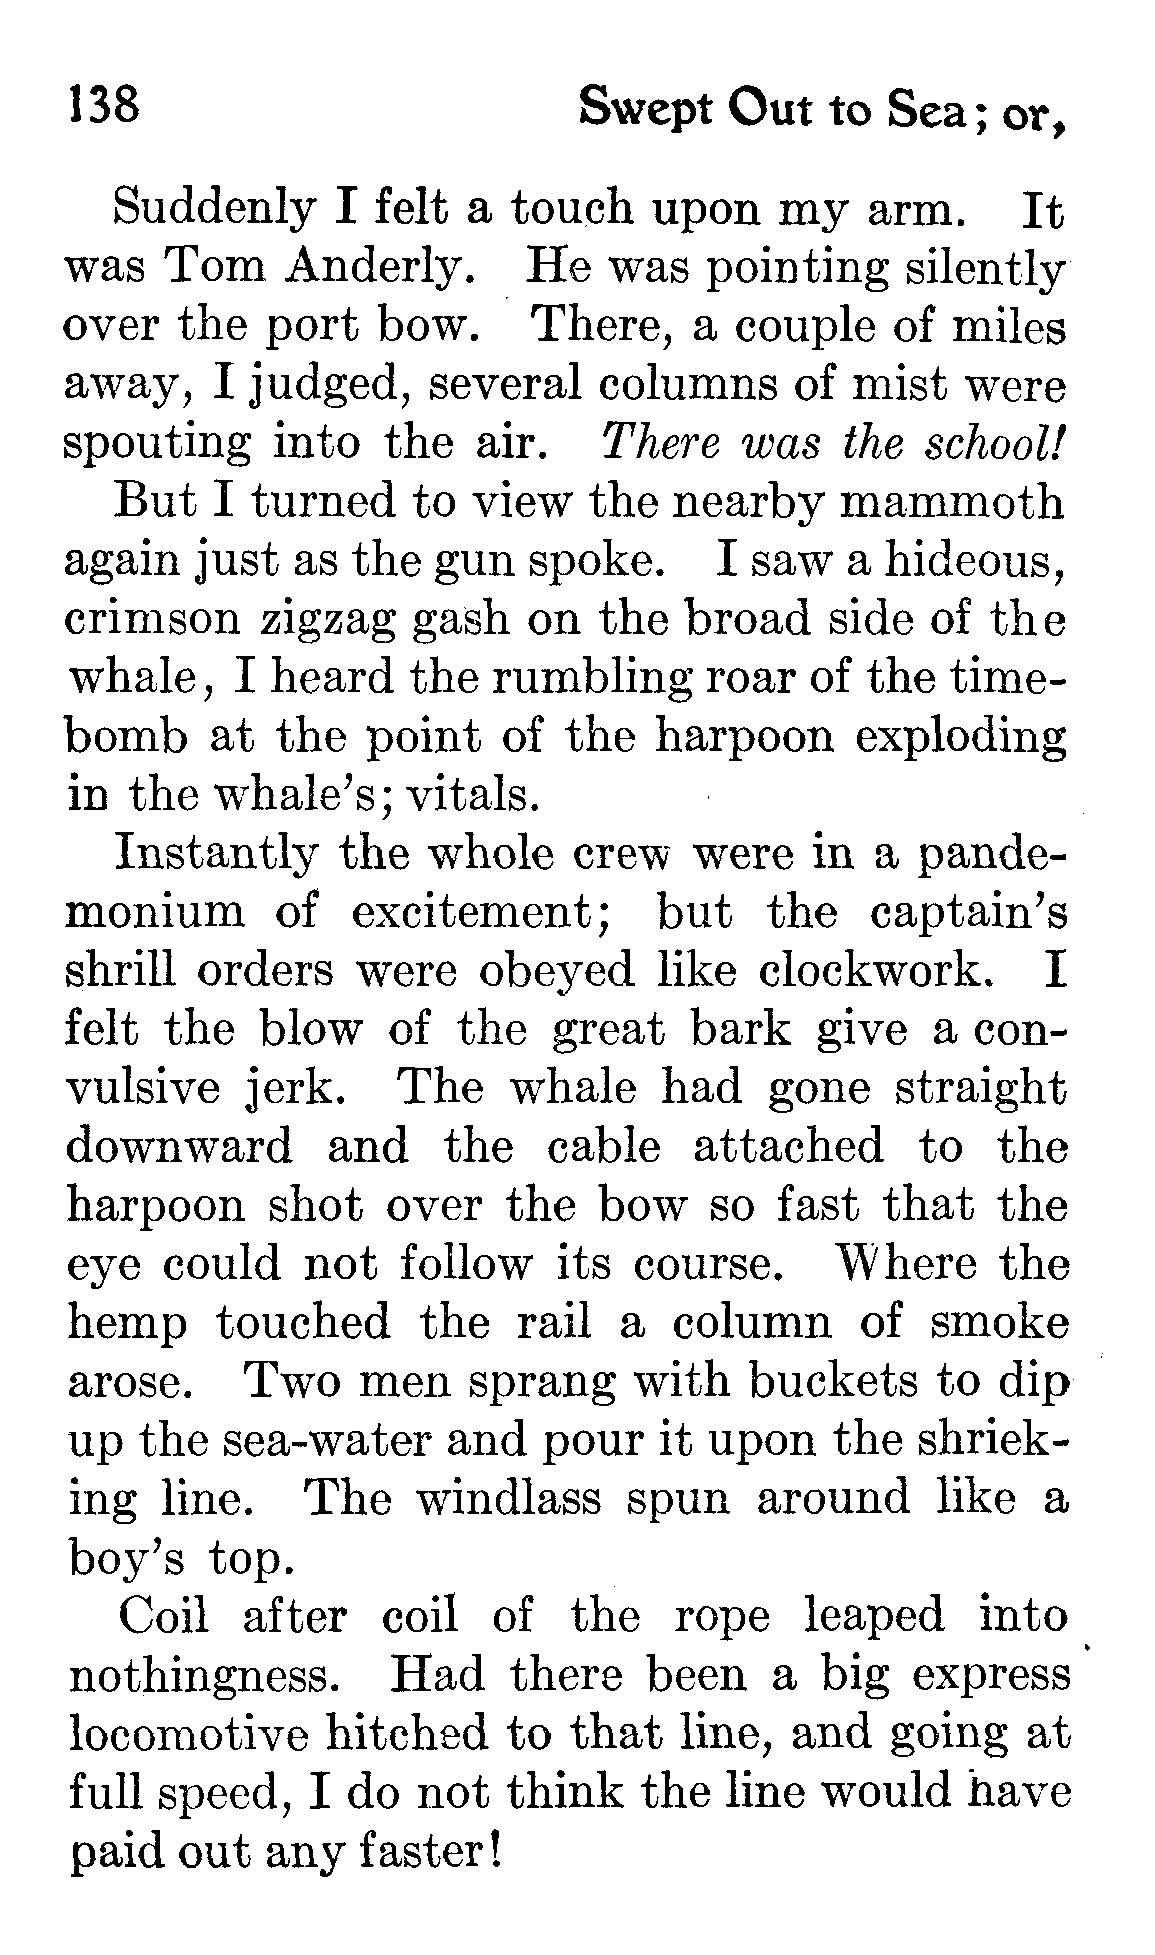 138 Swept Out to Sea; or,
Suddenly I felt a touch upon my arm. It
was Tom Anderly. He was pointing silently
over the port bow. There, a couple of miles
away, I judged, several columns of mist were
spouting into the air. There was the school!
But I turned to view the nearby mammoth
again just as the gun spoke. I saw a hideous,
crimson zigzag gash on the broad side of the
whale, I heard the rumbling roar of the time-
bomb at the point of the harpoon exploding
in the whale's; vitals.
Instantly the whole crew were in a pande-
monium of excitement; but the captain's
shrill orders were obeyed like clockwork. I
felt the blow of the great bark give a con-
vulsive jerk. The whale had gone straight
downward and the cable attached to the
harpoon shot over the bow so fast that the
eye could not follow its course. Where the
hemp touched the rail a column of smoke
arose. Two men sprang with buckets to dip
up the sea-water and pour it upon the shriek-
ing line. The windlass spun around like a
boy's top.
Coil after coil of the rope leaped into
nothingness. Had there been a big express
locomotive hitched to that line, and going at
full speed, I do not think the line would have
paid out any faster!